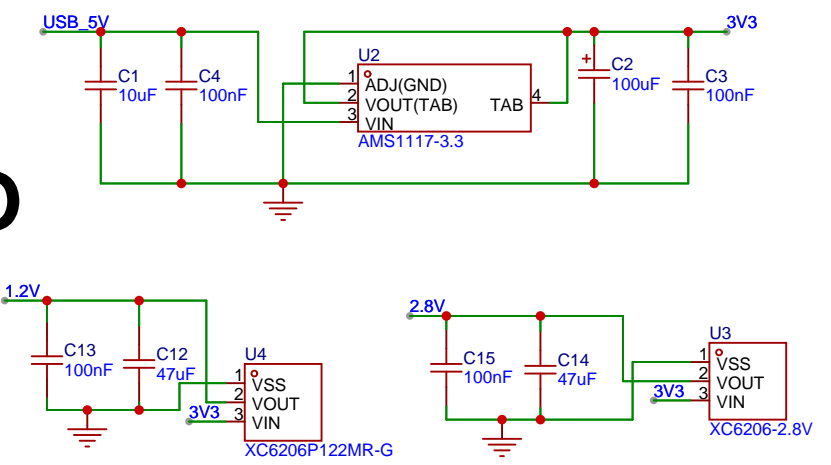 USB_5V
3V3
C1
10uF
C4
100nF
U2
1
2
3
ADJ(GND)
VOUT(TAB)
VIN
TAB
4
AMS1117-3.3
+
C2
100uF
C3
100nF
1.2V
C13
100nF
C12
47uF
U4
1
2
3
VSS
VOUT
VIN
3V3
XC6206P122MR-G
2.8V
C15
100nF
C14
47uF
U3
1
2
3
VSS
VOUT
VIN
3V3
XC6206-2.8V